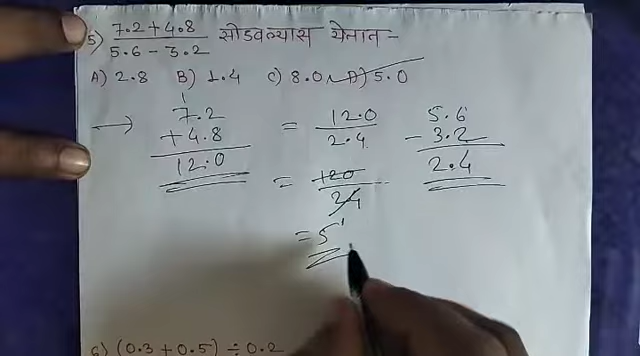 5) 7.2 + 4.8 / 5.6 - 3.2 सोडवल्यास येनान -
A) 2.8 B) 1.4 C) 8.0 D) 5.0
→ 1 7.2 + 4.8 12.0 = 12.0 / 2.4 5.6 - 3.2 2.4
= 120 / 24
= 5 1
6) (0.3 + 0.5) ÷ 0.2